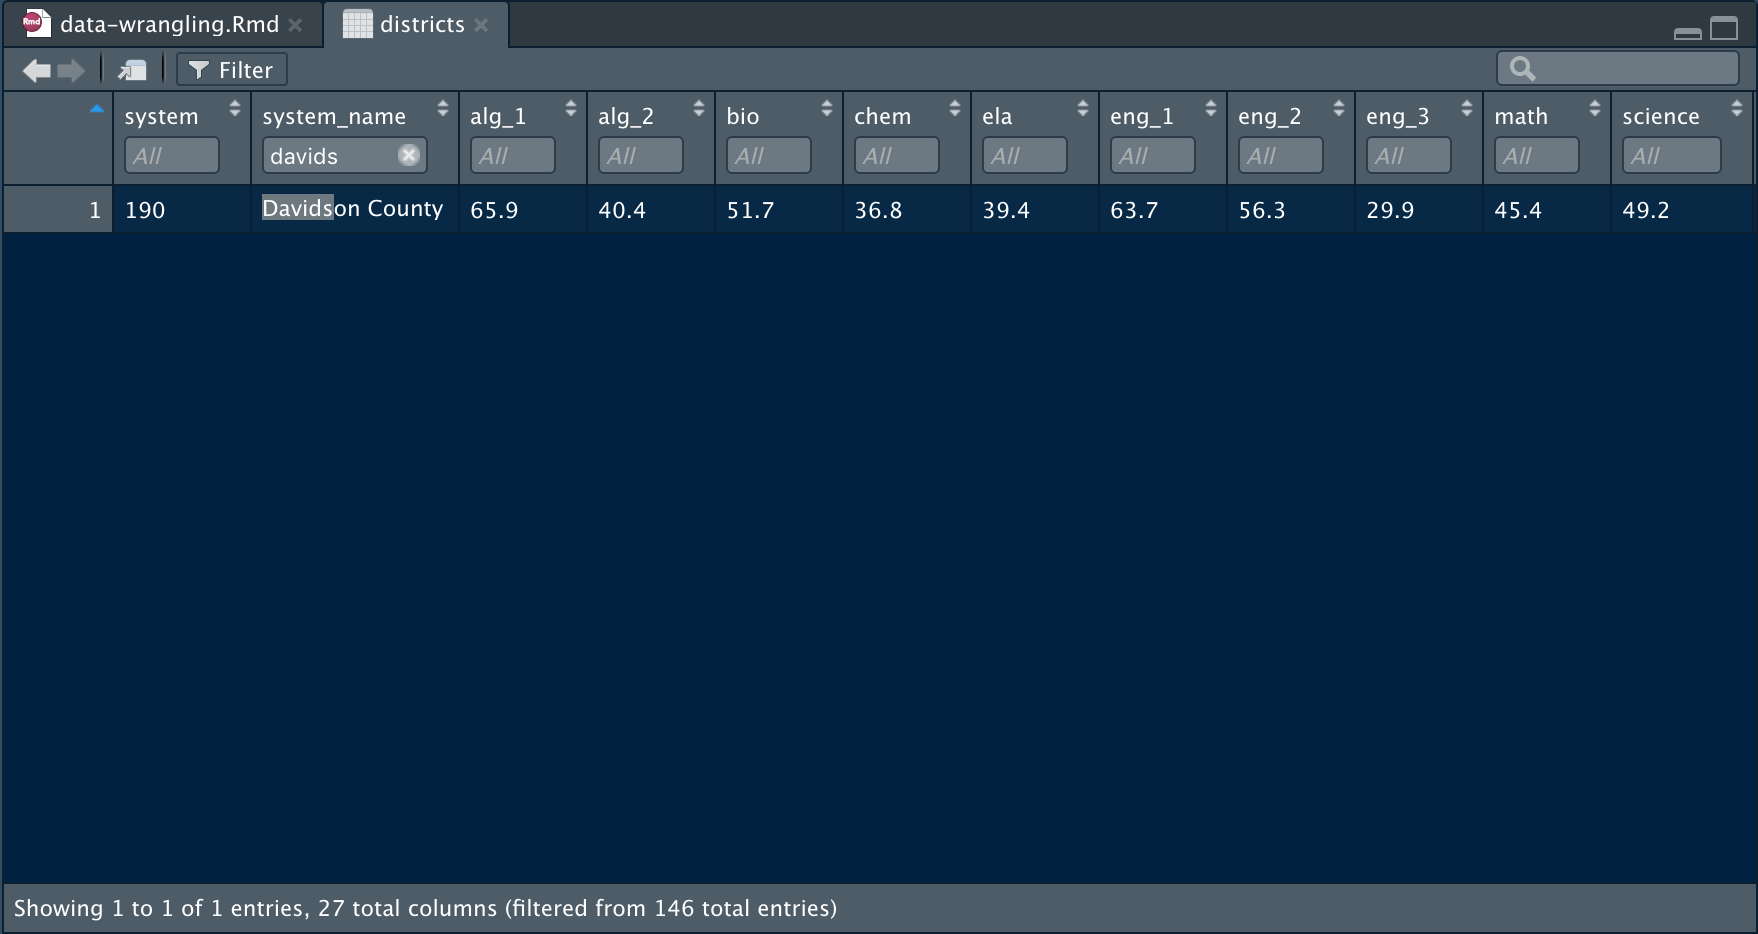 Rmd data-wrangling.Rmd districts
Filter
system system_name alg_1 alg_2 bio chem ela eng_1 eng_2 eng_3 math science
All davids All All All All All All All All All All
1 190 Davidson County 65.9 40.4 51.7 36.8 39.4 63.7 56.3 29.9 45.4 49.2
Showing 1 to 1 of 1 entries, 27 total columns (filtered from 146 total entries)